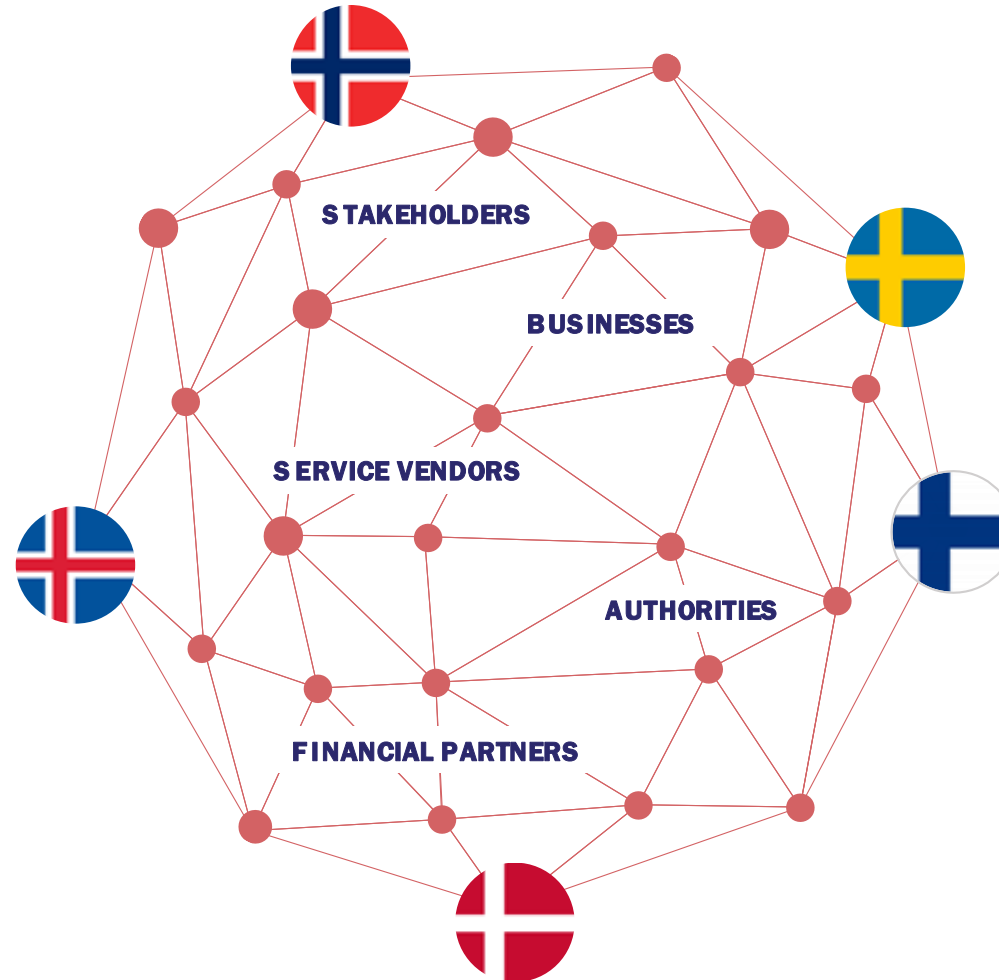 STAKEHOLDERS
BUSINESSES
SERVICE VENDORS
AUTHORITIES
FINANCIAL PARTNERS